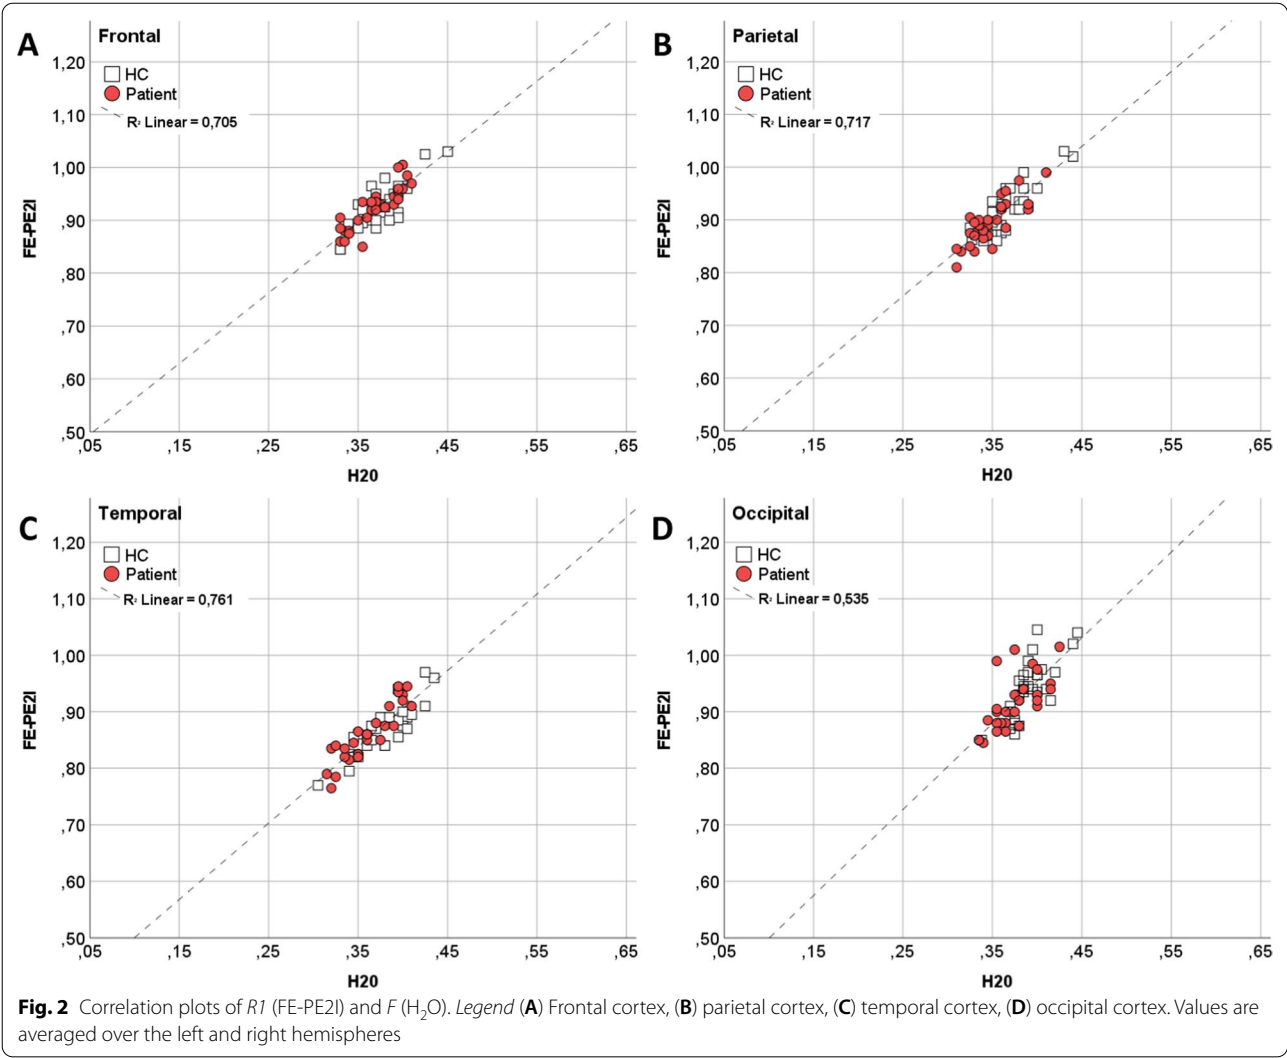 A
Frontal
HC
Patient
R² Linear = 0,705
1,20
1,10
1,00
,90
,80
,70
,60
,50
FE-PE2I
,05 ,15 ,25 ,35 ,45 ,55 ,65
H20
B
Parietal
HC
Patient
R² Linear = 0,717
1,20
1,10
1,00
,90
,80
,70
,60
,50
FE-PE2I
,05 ,15 ,25 ,35 ,45 ,55 ,65
H20
C
Temporal
HC
Patient
R² Linear = 0,761
1,20
1,10
1,00
,90
,80
,70
,60
,50
FE-PE2I
,05 ,15 ,25 ,35 ,45 ,55 ,65
H20
D
Occipital
HC
Patient
R² Linear = 0,535
1,20
1,10
1,00
,90
,80
,70
,60
,50
FE-PE2I
,05 ,15 ,25 ,35 ,45 ,55 ,65
H20
Fig. 2 Correlation plots of R1 (FE-PE2I) and F (H₂O). Legend (A) Frontal cortex, (B) parietal cortex, (C) temporal cortex, (D) occipital cortex. Values are
averaged over the left and right hemispheres